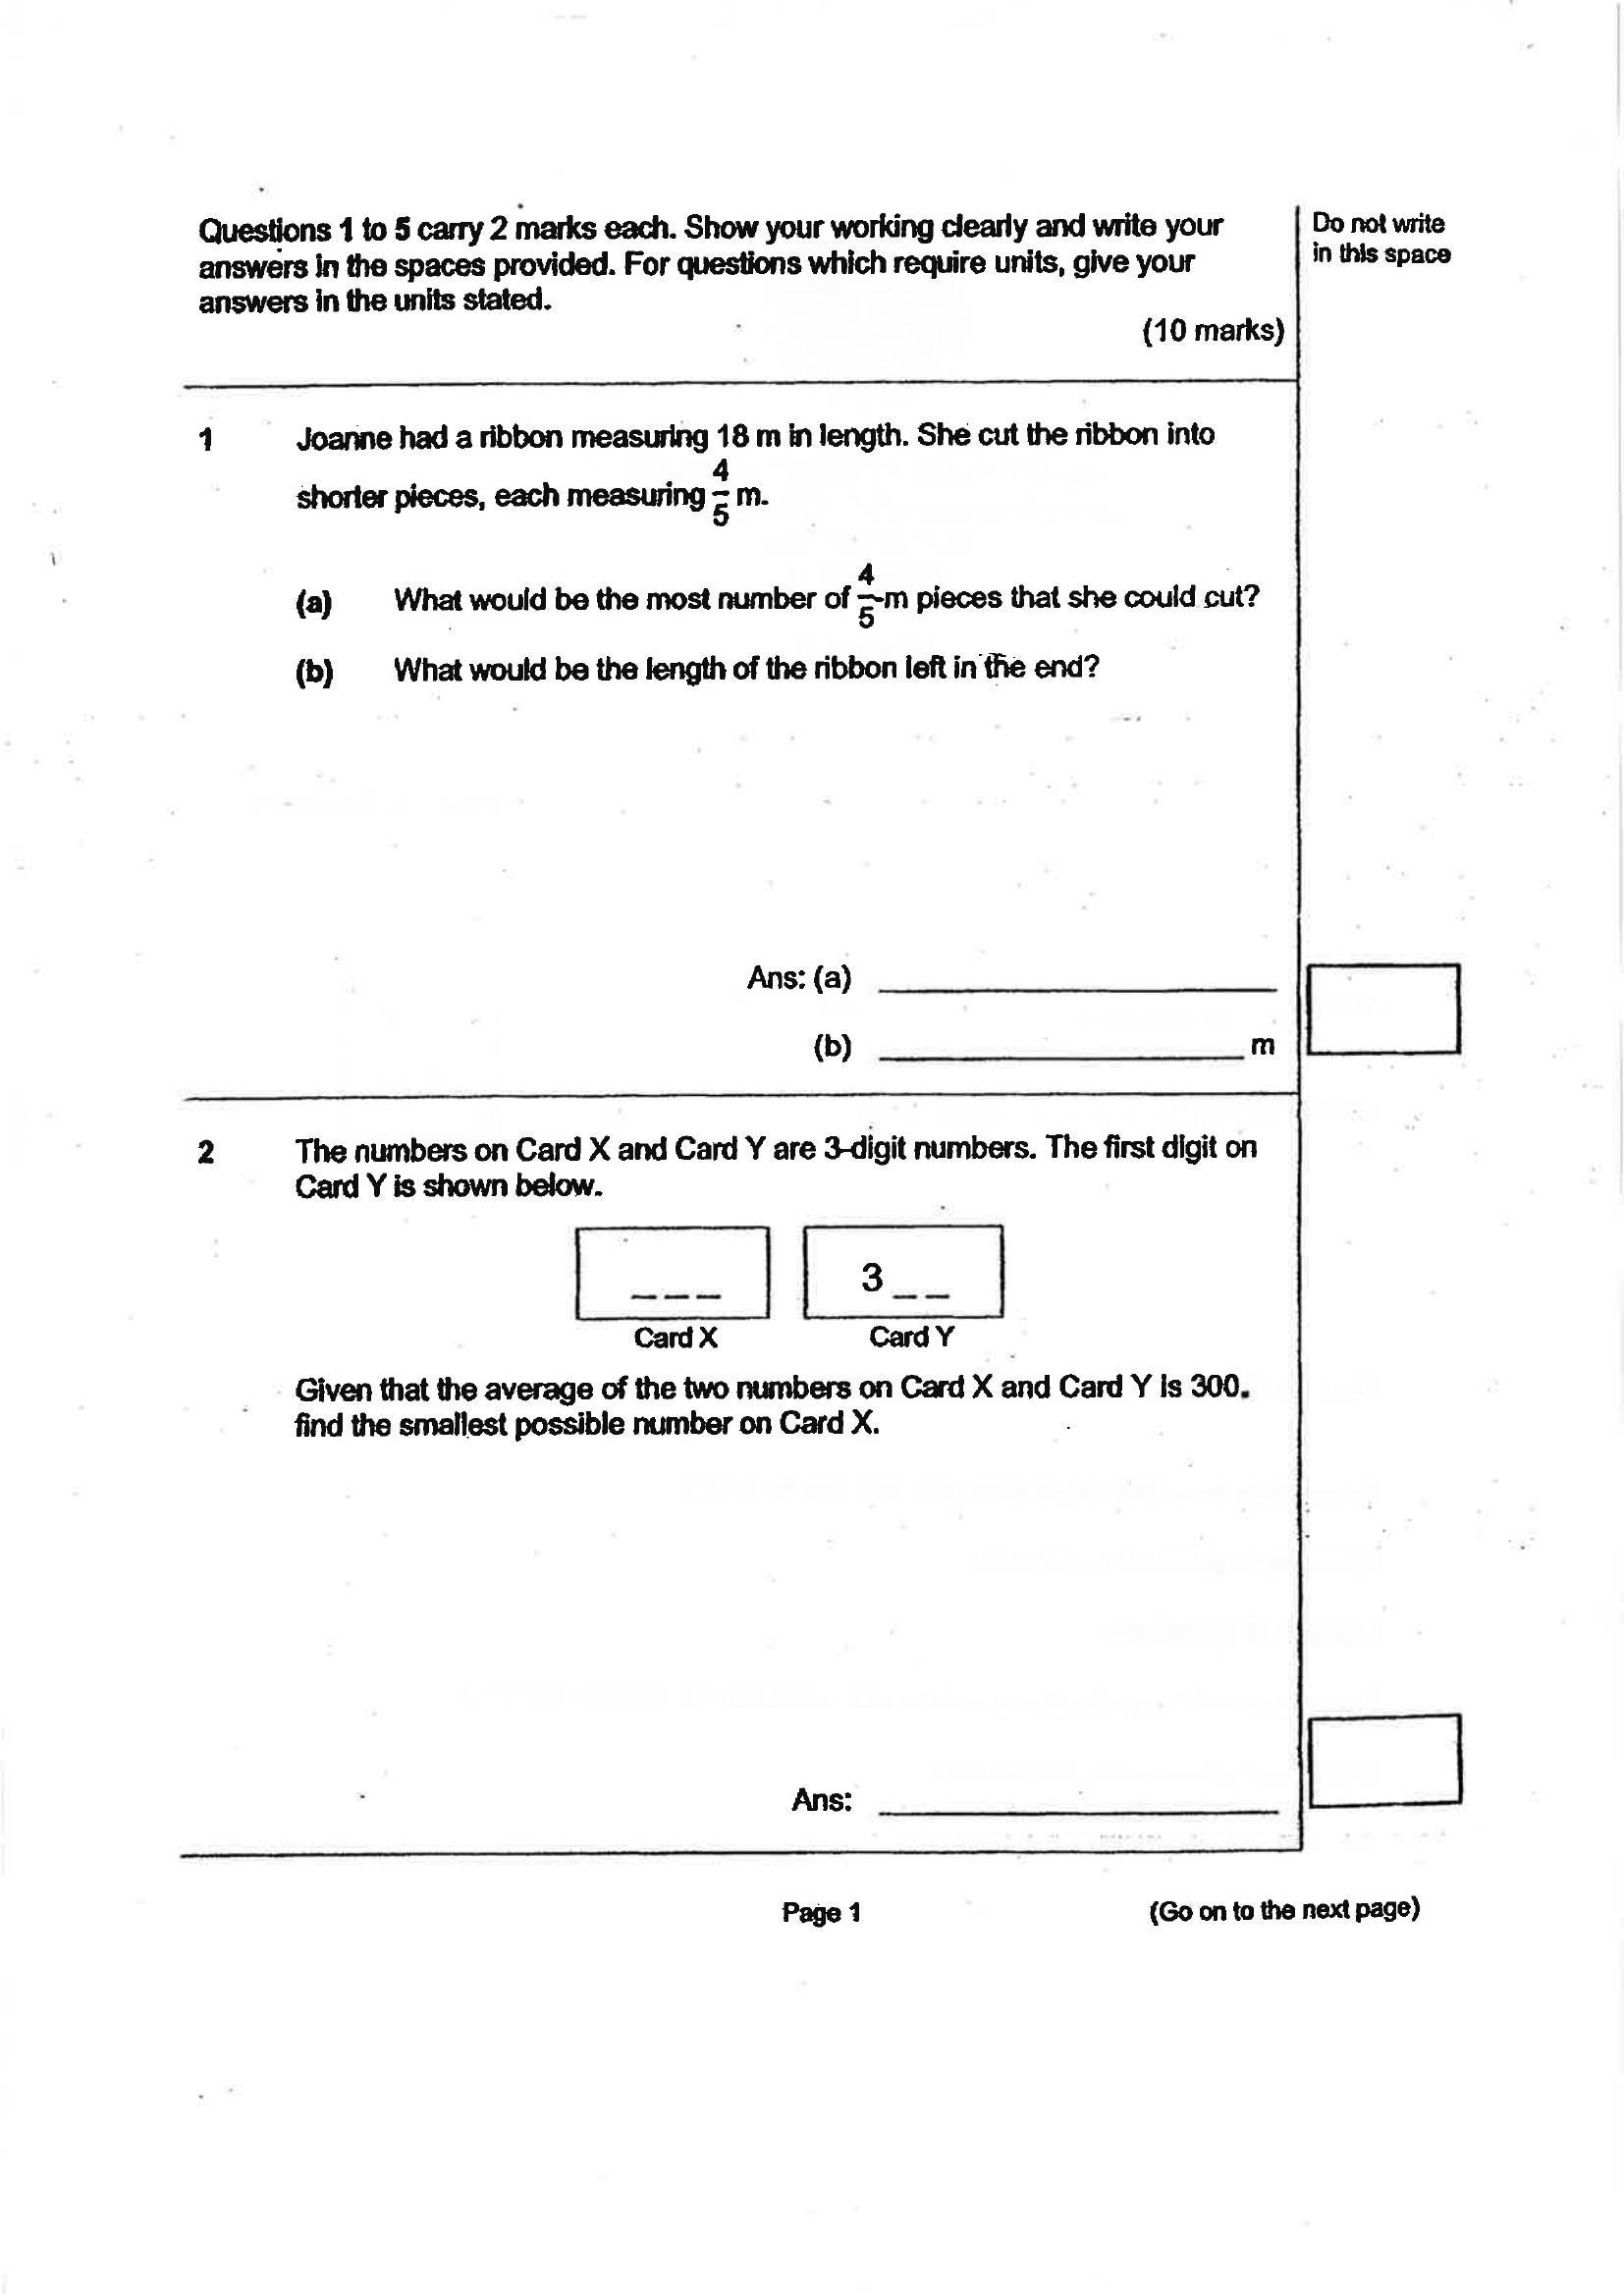 Questions 1 to 5 carry 2 marks each. Show your working clearly and write your
answers in the spaces provided. For questions which require units, give your
answers in the units stated.
(10 marks)
Do not write
in this space
1 Joanne had a ribbon measuring 18 m in length. She cut the ribbon into
shorter pieces, each measuring 4/5 m.
(a) What would be the most number of 4/5-m pieces that she could cut?
(b) What would be the length of the ribbon left in the end?
Ans: (a) ____________
(b) ____________ m
2 The numbers on Card X and Card Y are 3-digit numbers. The first digit on
Card Y is shown below.
_ _ _ 3 _ _
Card X Card Y
Given that the average of the two numbers on Card X and Card Y is 300.
find the smallest possible number on Card X.
Ans: ____________
Page 1 (Go on to the next page)